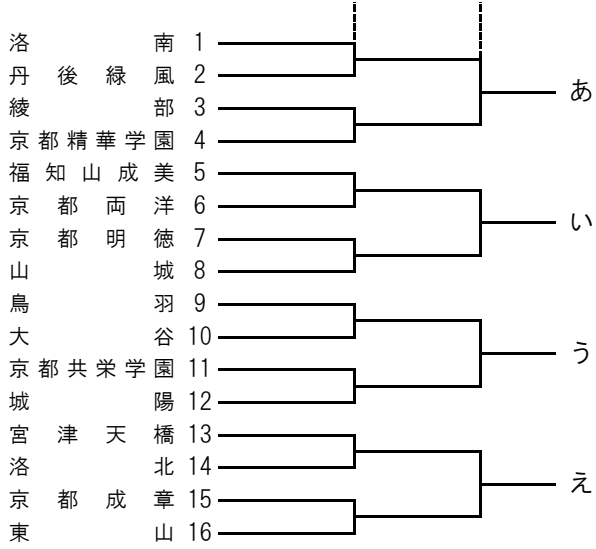 洛南 1
丹後緑風 2
綾部 3
京都精華学園 4
福知山成美 5
京都両洋 6
京都明徳 7
山城 8
鳥羽 9
大谷 10
京都共栄学園 11
城陽 12
宮津天橋 13
洛北 14
京都成章 15
東山 16
あ
い
う
え